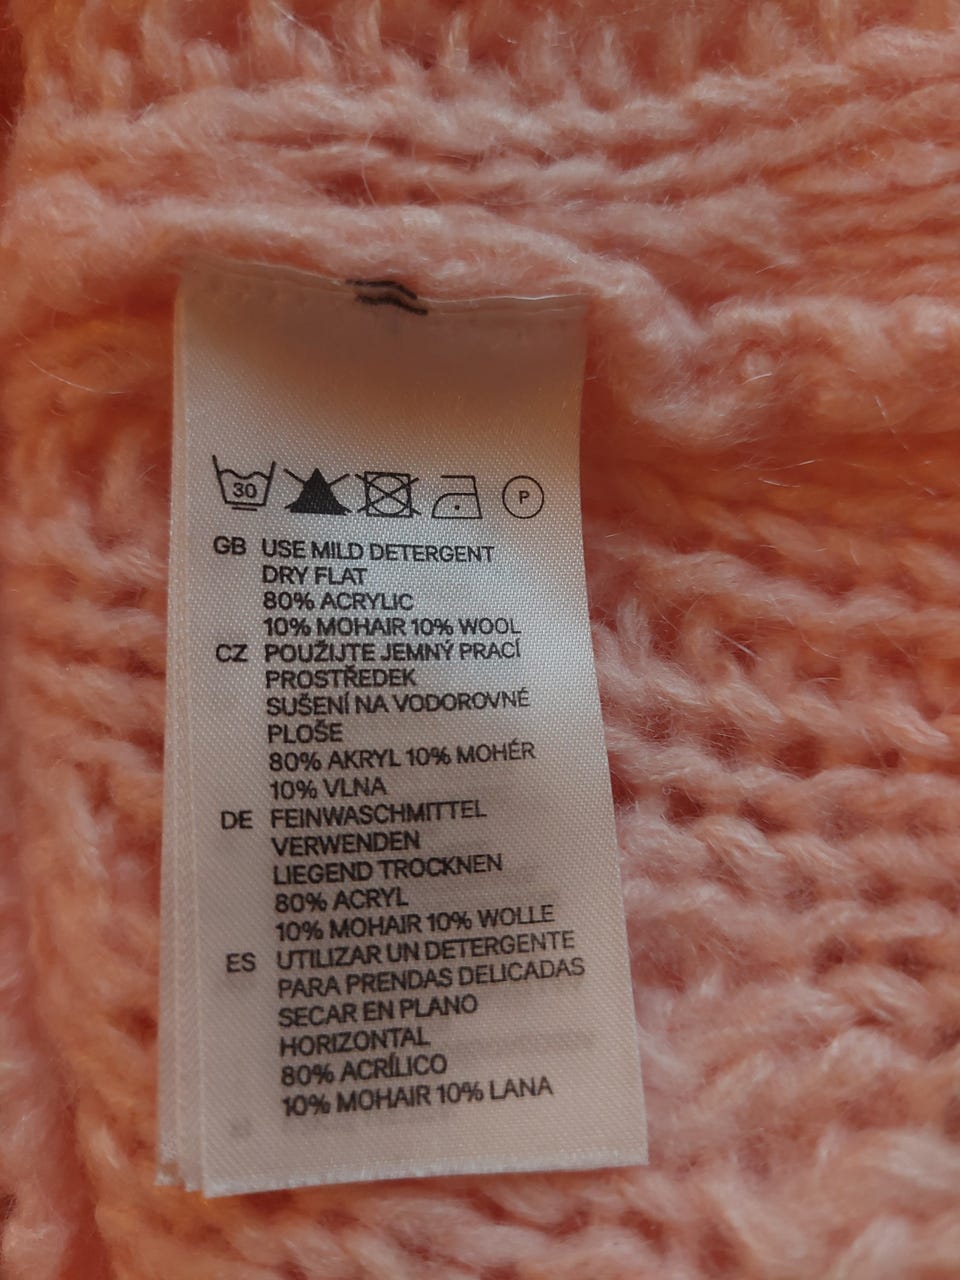 30 P
GB USE MILD DETERGENT
DRY FLAT
80% ACRYLIC
10% MOHAIR 10% WOOL
CZ POUŽIJTE JEMNÝ PRACÍ
PROSTŘEDEK
SUŠENÍ NA VODOROVNÉ
PLOŠE
80% AKRYL 10% MOHÉR
10% VLNA
DE FEINWASCHMITTEL
VERWENDEN
LIEGEND TROCKNEN
80% ACRYL
10% MOHAIR 10% WOLLE
ES UTILIZAR UN DETERGENTE
PARA PRENDAS DELICADAS
SECAR EN PLANO
HORIZONTAL
80% ACRÍLICO
10% MOHAIR 10% LANA